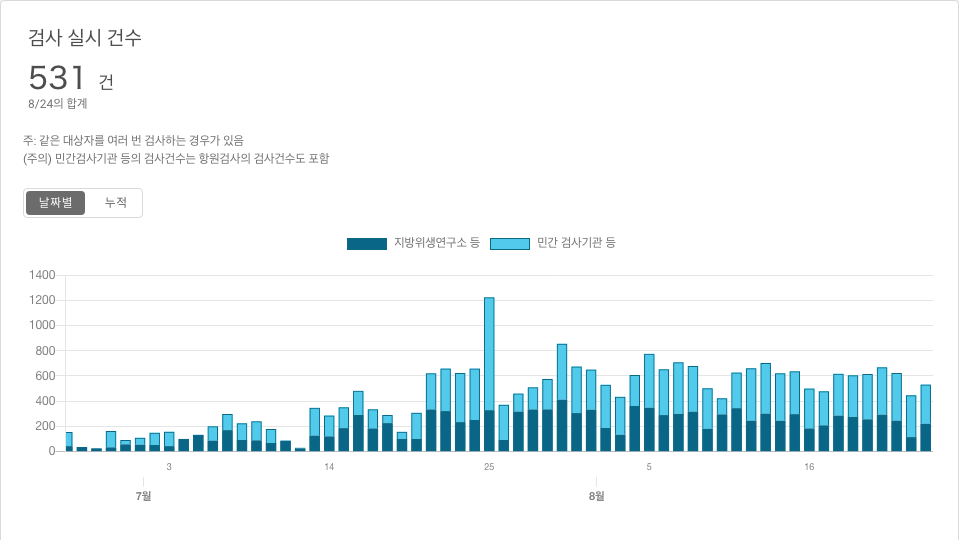 검사 실시 건수
531 건
8/24의 합계
주: 같은 대상자를 여러 번 검사하는 경우가 있음
(주의) 민간검사기관 등의 검사건수는 항원검사의 검사건수도 포함
날짜별 누적
지방위생연구소 등 민간 검사기관 등
1400
1200
1000
800
600
400
200
0
3 14 25 5 16
7월 8월